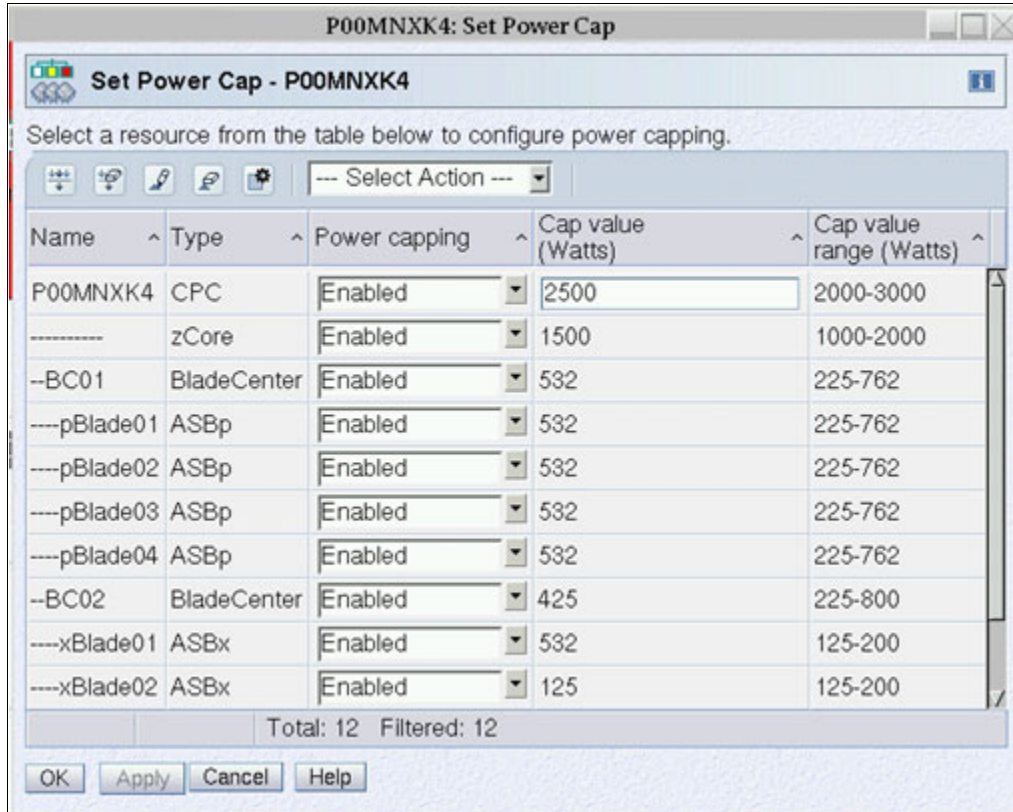 P00MNXK4: Set Power Cap
Set Power Cap - P00MNXK4
Select a resource from the table below to configure power capping.
--- Select Action ---
Name Type Power capping Cap value (Watts) Cap value range (Watts)
P00MNXK4 CPC Enabled 2500 2000-3000
---------- zCore Enabled 1500 1000-2000
--BC01 BladeCenter Enabled 532 225-762
----pBlade01 ASBp Enabled 532 225-762
----pBlade02 ASBp Enabled 532 225-762
----pBlade03 ASBp Enabled 532 225-762
----pBlade04 ASBp Enabled 532 225-762
--BC02 BladeCenter Enabled 425 225-800
----xBlade01 ASBx Enabled 532 125-200
----xBlade02 ASBx Enabled 125 125-200
Total: 12 Filtered: 12
OK Apply Cancel Help